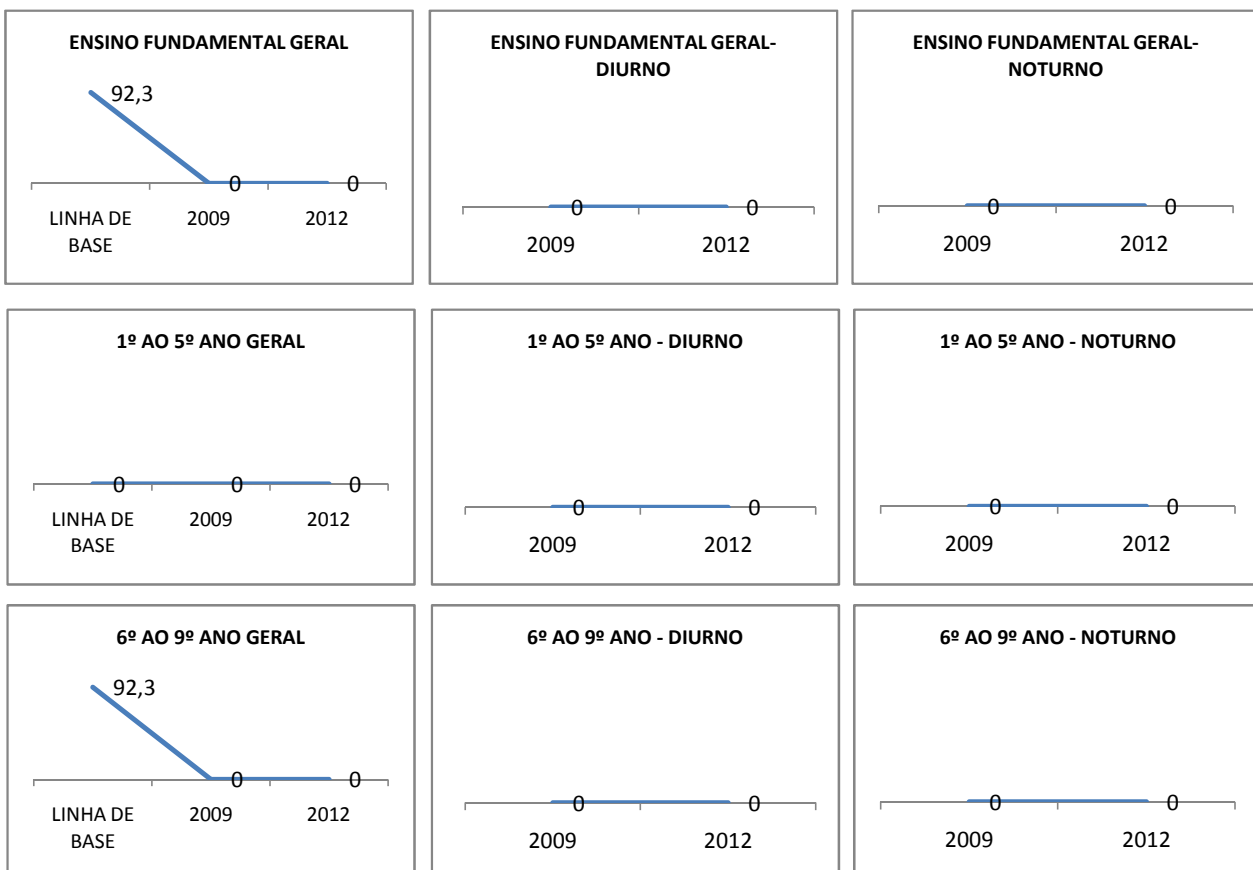 ENSINO FUNDAMENTAL GERAL
92,3
0
0
LINHA DE
BASE
2009
2012
ENSINO FUNDAMENTAL GERAL-
DIURNO
0
0
2009
2012
ENSINO FUNDAMENTAL GERAL-
NOTURNO
0
0
2009
2012
1º AO 5º ANO GERAL
0
0
0
LINHA DE
BASE
2009
2012
1º AO 5º ANO - DIURNO
0
0
2009
2012
1º AO 5º ANO - NOTURNO
0
0
2009
2012
6º AO 9º ANO GERAL
92,3
0
0
LINHA DE
BASE
2009
2012
6º AO 9º ANO - DIURNO
0
0
2009
2012
6º AO 9º ANO - NOTURNO
0
0
2009
2012